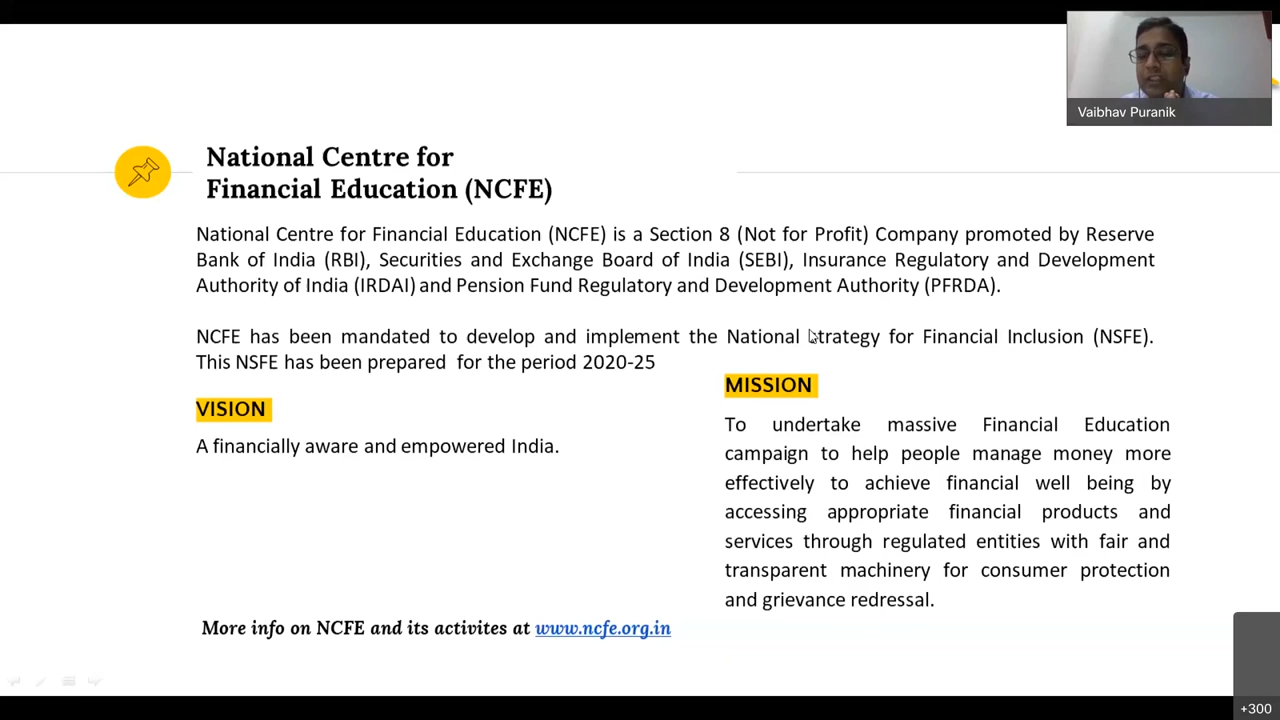 Vaibhav Puranik
National Centre for
Financial Education (NCFE)
National Centre for Financial Education (NCFE) is a Section 8 (Not for Profit) Company promoted by Reserve
Bank of India (RBI), Securities and Exchange Board of India (SEBI), Insurance Regulatory and Development
Authority of India (IRDAI) and Pension Fund Regulatory and Development Authority (PFRDA).
NCFE has been mandated to develop and implement the National Strategy for Financial Inclusion (NSFE).
This NSFE has been prepared for the period 2020-25
VISION
A financially aware and empowered India.
MISSION
To undertake massive Financial Education
campaign to help people manage money more
effectively to achieve financial well being by
accessing appropriate financial products and
services through regulated entities with fair and
transparent machinery for consumer protection
and grievance redressal.
More info on NCFE and its activites at www.ncfe.org.in
+300